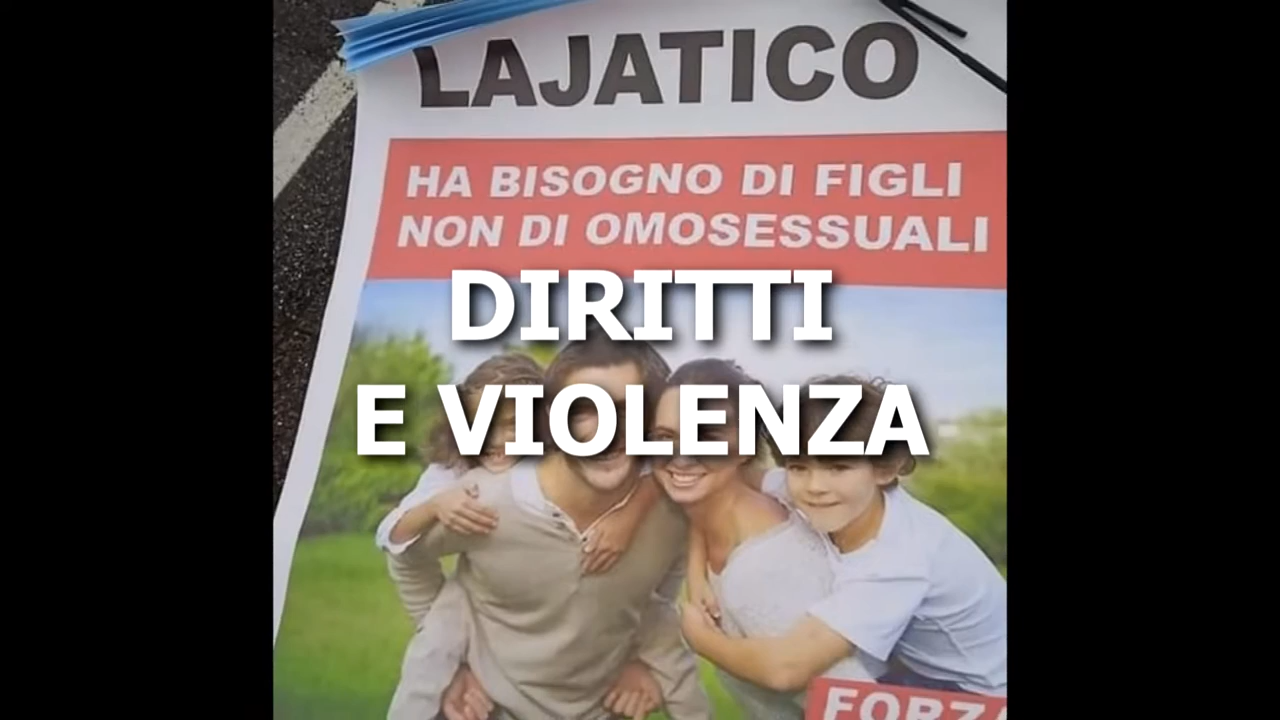 LAJATICO
HA BISOGNO DI FIGLI
NON DI OMOSESSUALI
DIRITTI
E VIOLENZA